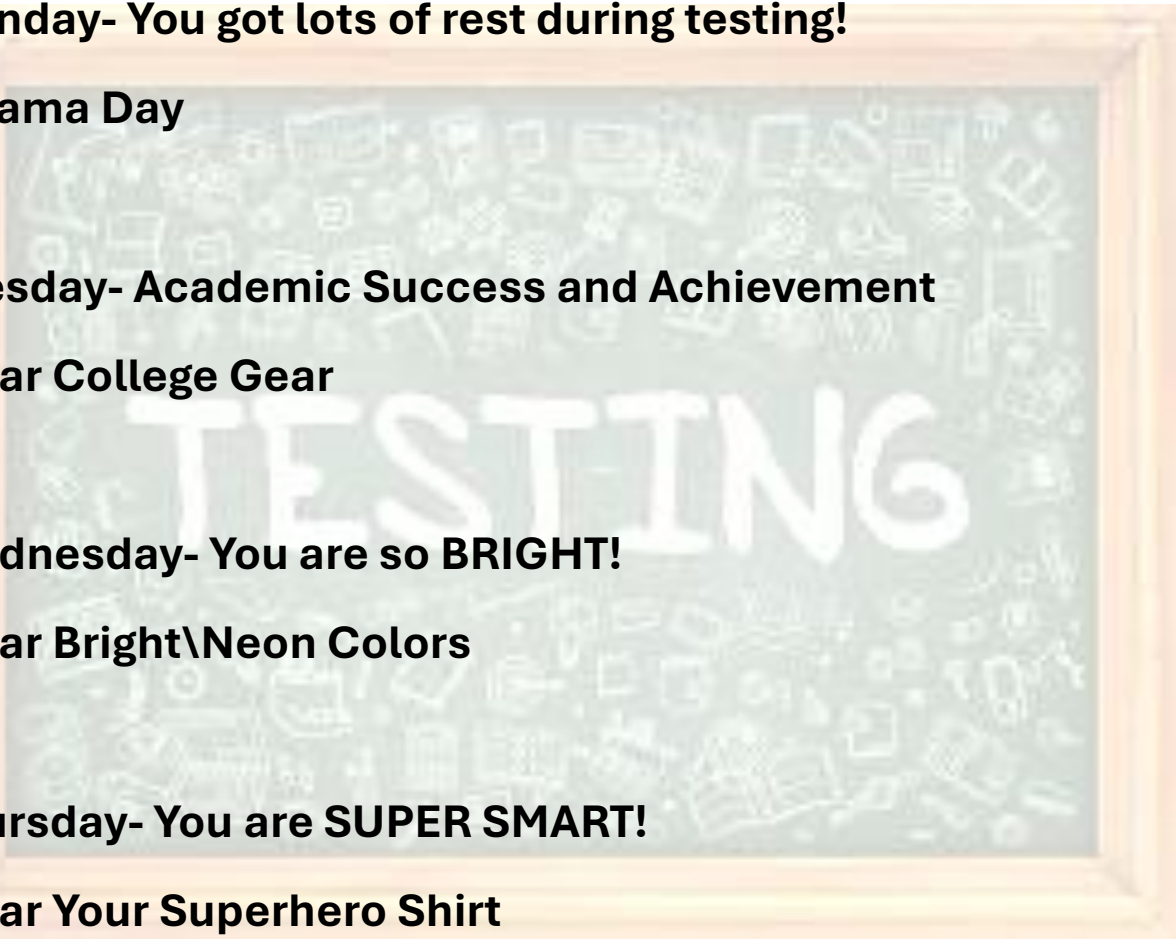 nday- You got lots of rest during testing!
ama Day
esday- Academic Success and Achievement
ar College Gear
TESTING
dnesday- You are so BRIGHT!
ar Bright\Neon Colors
ursday- You are SUPER SMART!
ar Your Superhero Shirt